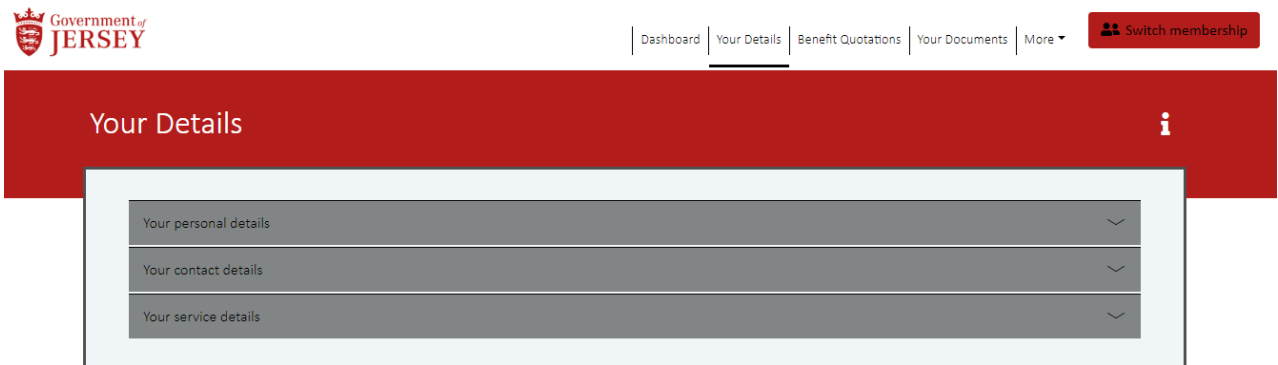 Government of
JERSEY
Dashboard
Your Details
Benefit Quotations
Your Documents
More
Switch membership
Your Details
i
Your personal details
Your contact details
Your service details